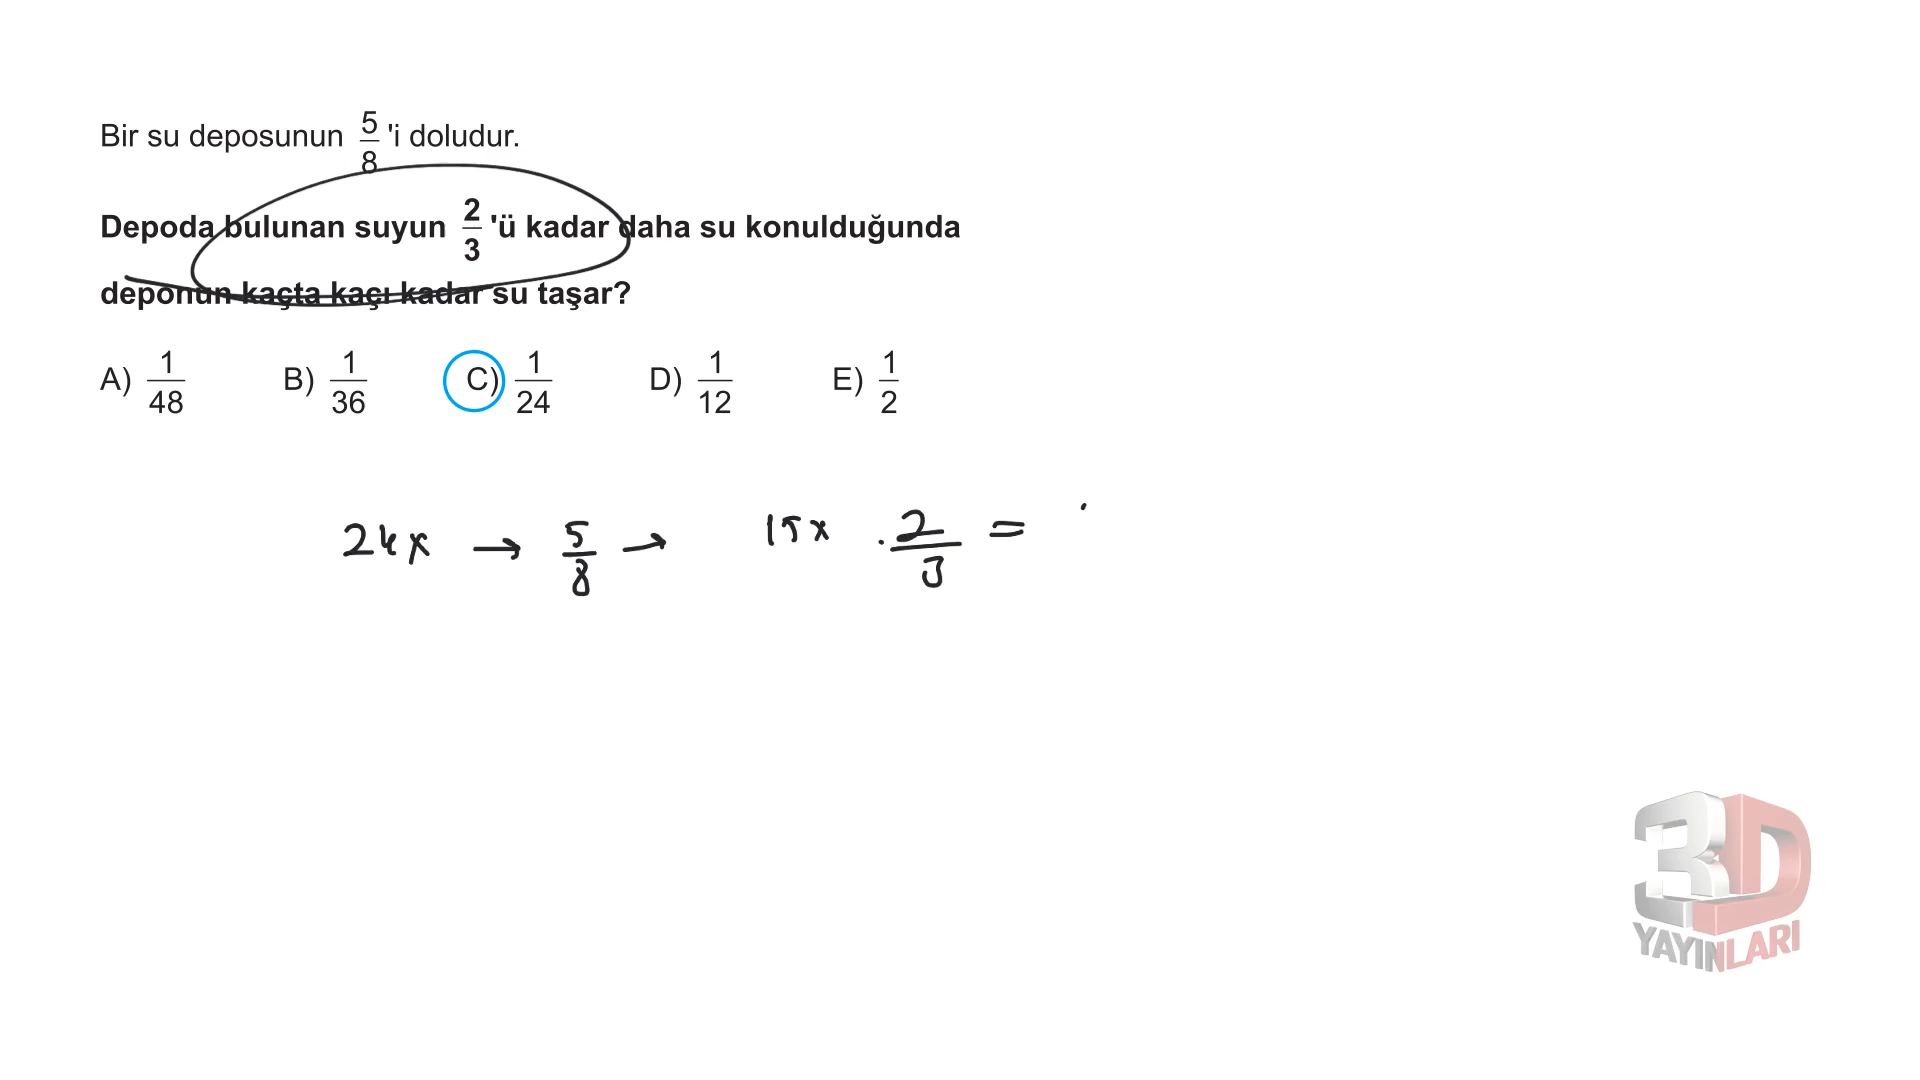 Bir su deposunun 5/8 'i doludur.
Depoda bulunan suyun 2/3 'ü kadar daha su konulduğunda
deponun kaçta kaçı kadar su taşar?
A) 1/48 B) 1/36 C) 1/24 D) 1/12 E) 1/2
24x → 5/8 → 15x . 2/3 =
3D
YAYINLARI